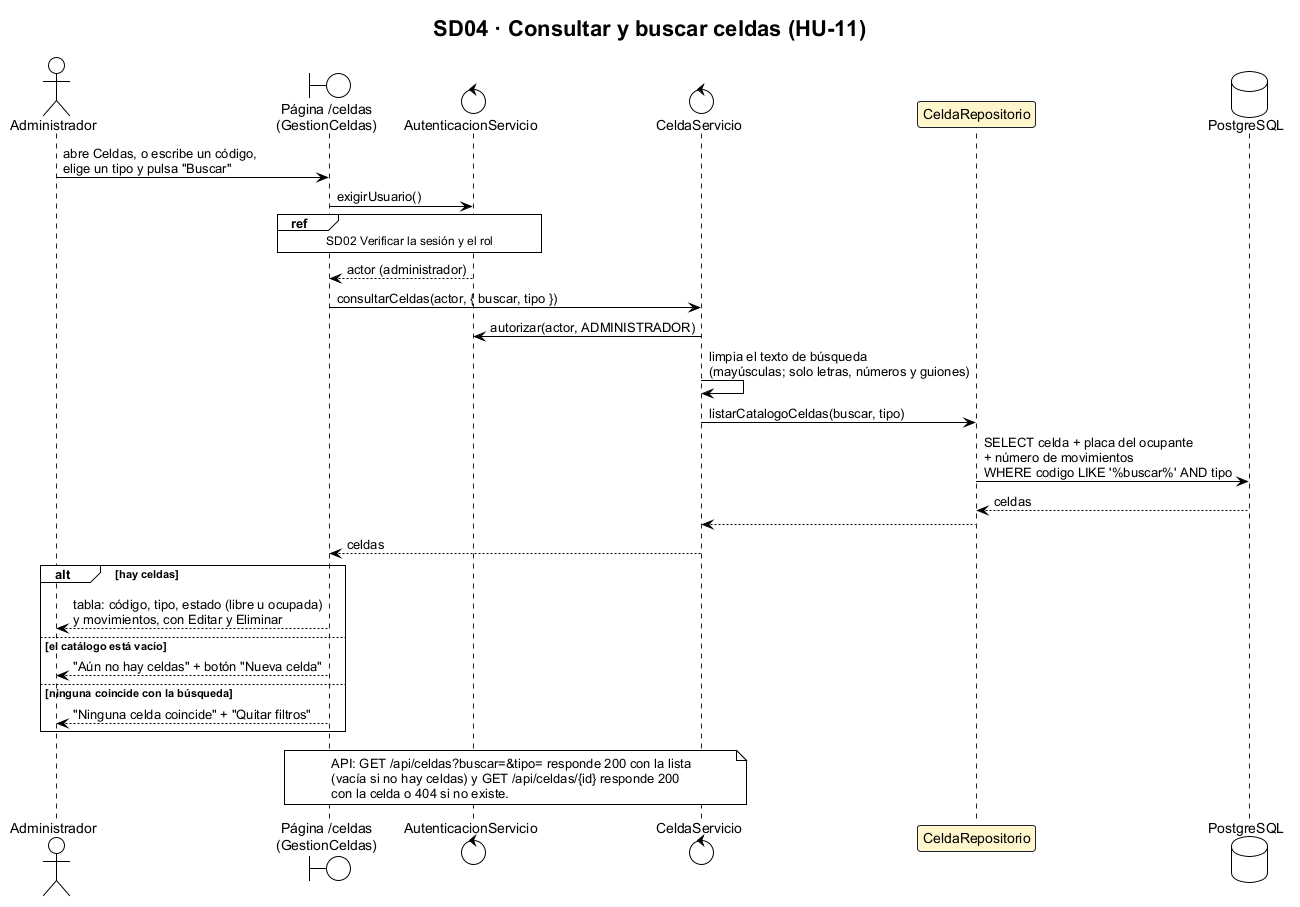 SD04 · Consultar y buscar celdas (HU-11)
Administrador
Página /celdas
(GestionCeldas)
AutenticacionServicio
CeldaServicio
CeldaRepositorio
PostgreSQL
abre Celdas, o escribe un código,
elige un tipo y pulsa "Buscar"
exigirUsuario()
ref
SD02 Verificar la sesión y el rol
actor (administrador)
consultarCeldas(actor, { buscar, tipo })
autorizar(actor, ADMINISTRADOR)
limpia el texto de búsqueda
(mayúsculas; solo letras, números y guiones)
listarCatalogoCeldas(buscar, tipo)
SELECT celda + placa del ocupante
+ número de movimientos
WHERE codigo LIKE '%buscar%' AND tipo
celdas
celdas
alt [hay celdas]
tabla: código, tipo, estado (libre u ocupada)
y movimientos, con Editar y Eliminar
[el catálogo está vacío]
"Aún no hay celdas" + botón "Nueva celda"
[ninguna coincide con la búsqueda]
"Ninguna celda coincide" + "Quitar filtros"
API: GET /api/celdas?buscar=&tipo= responde 200 con la lista
(vacía si no hay celdas) y GET /api/celdas/{id} responde 200
con la celda o 404 si no existe.
Administrador
Página /celdas
(GestionCeldas)
AutenticacionServicio
CeldaServicio
CeldaRepositorio
PostgreSQL